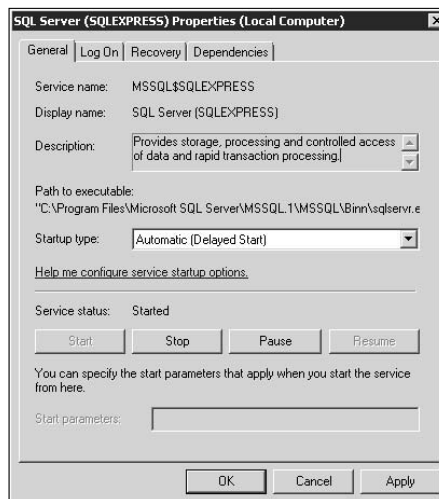 SQL Server (SQLEXPRESS) Properties (Local Computer)
General Log On Recovery Dependencies
Service name: MSSQL$SQLEXPRESS
Display name: SQL Server (SQLEXPRESS)
Description: Provides storage, processing and controlled access
of data and rapid transaction processing.
Path to executable:
"C:\Program Files\Microsoft SQL Server\MSSQL.1\MSSQL\Binn\sqlservr.e
Startup type: Automatic (Delayed Start)
Help me configure service startup options.
Service status: Started
Start Stop Pause Resume
You can specify the start parameters that apply when you start the service
from here.
Start parameters:
OK Cancel Apply